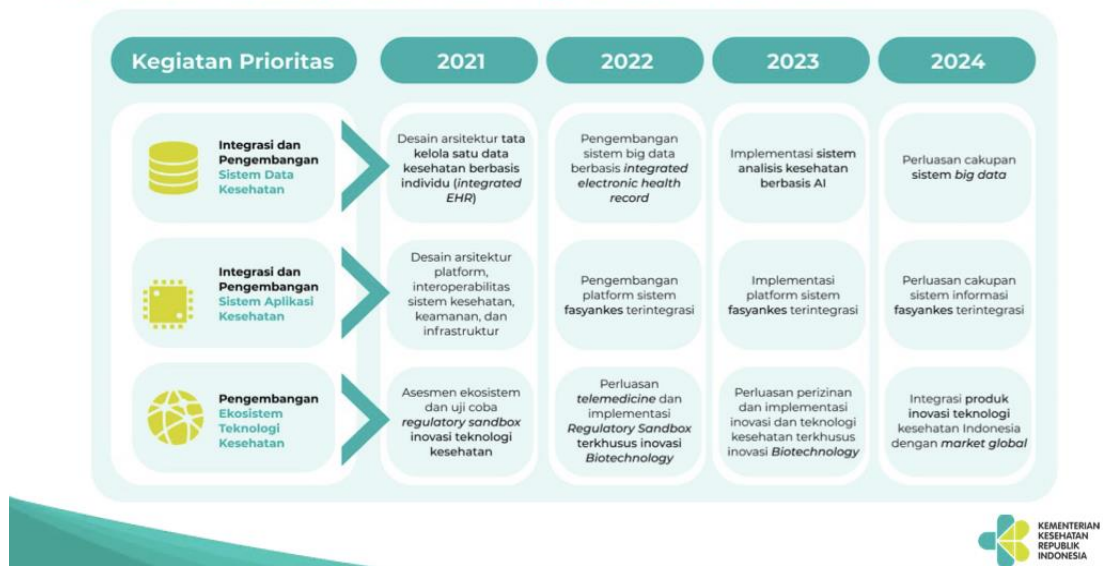 Kegiatan Prioritas
2021
2022
2023
2024
Integrasi dan
Pengembangan
Sistem Data
Kesehatan
Desain arsitektur tata
kelola satu data
kesehatan berbasis
individu (integrated
EHR)
Pengembangan
sistem big data
berbasis integrated
electronic health
record
Implementasi sistem
analisis kesehatan
berbasis AI
Perluasan cakupan
sistem big data
Integrasi dan
Pengembangan
Sistem Aplikasi
Kesehatan
Desain arsitektur
platform,
interoperabilitas
sistem kesehatan,
keamanan, dan
infrastruktur
Pengembangan
platform sistem
fasyankes terintegrasi
Implementasi
platform sistem
fasyankes terintegrasi
Perluasan cakupan
sistem informasi
fasyankes terintegrasi
Pengembangan
Ekosistem
Teknologi
Kesehatan
Asesmen ekosistem
dan uji coba
regulatory sandbox
inovasi teknologi
kesehatan
Perluasan
telemedicine dan
implementasi
Regulatory Sandbox
terkhusus inovasi
Biotechnology
Perluasan perizinan
dan implementasi
inovasi dan teknologi
kesehatan terkhusus
inovasi Biotechnology
Integrasi produk
inovasi teknologi
kesehatan Indonesia
dengan market global
KEMENTERIAN
KESEHATAN
REPUBLIK
INDONESIA